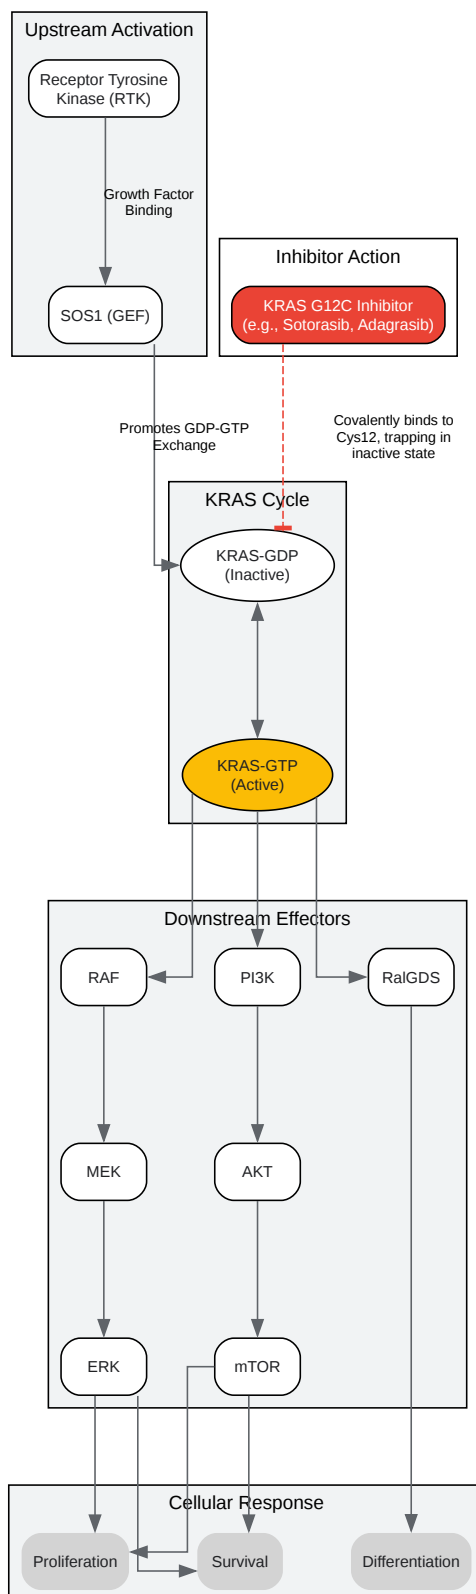 Upstream Activation
Receptor Tyrosine
Kinase (RTK)
Growth Factor
Binding
SOS1 (GEF)
Inhibitor Action
KRAS G12C Inhibitor
(e.g., Sotorasib, Adagrasib)
Promotes GDP-GTP
Exchange
Covalently binds to
Cys12, trapping in
inactive state
KRAS Cycle
KRAS-GDP
(Inactive)
KRAS-GTP
(Active)
Downstream Effectors
RAF
PI3K
RalGDS
MEK
AKT
ERK
mTOR
Cellular Response
Proliferation
Survival
Differentiation